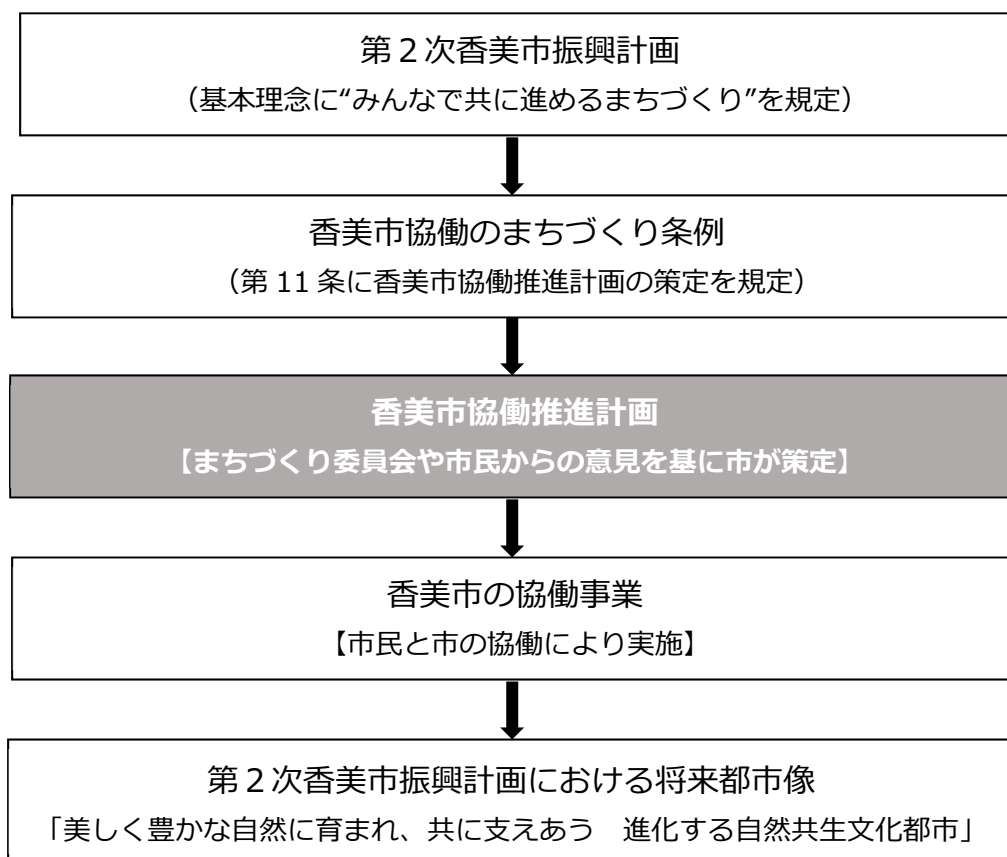 第２次香美市振興計画
（基本理念に“みんなで共に進めるまちづくり”を規定）
香美市協働のまちづくり条例
（第 11 条に香美市協働推進計画の策定を規定）
香美市協働推進計画
【まちづくり委員会や市民からの意見を基に市が策定】
香美市の協働事業
【市民と市の協働により実施】
第２次香美市振興計画における将来都市像
「美しく豊かな自然に育まれ、共に支えあう　進化する自然共生文化都市」